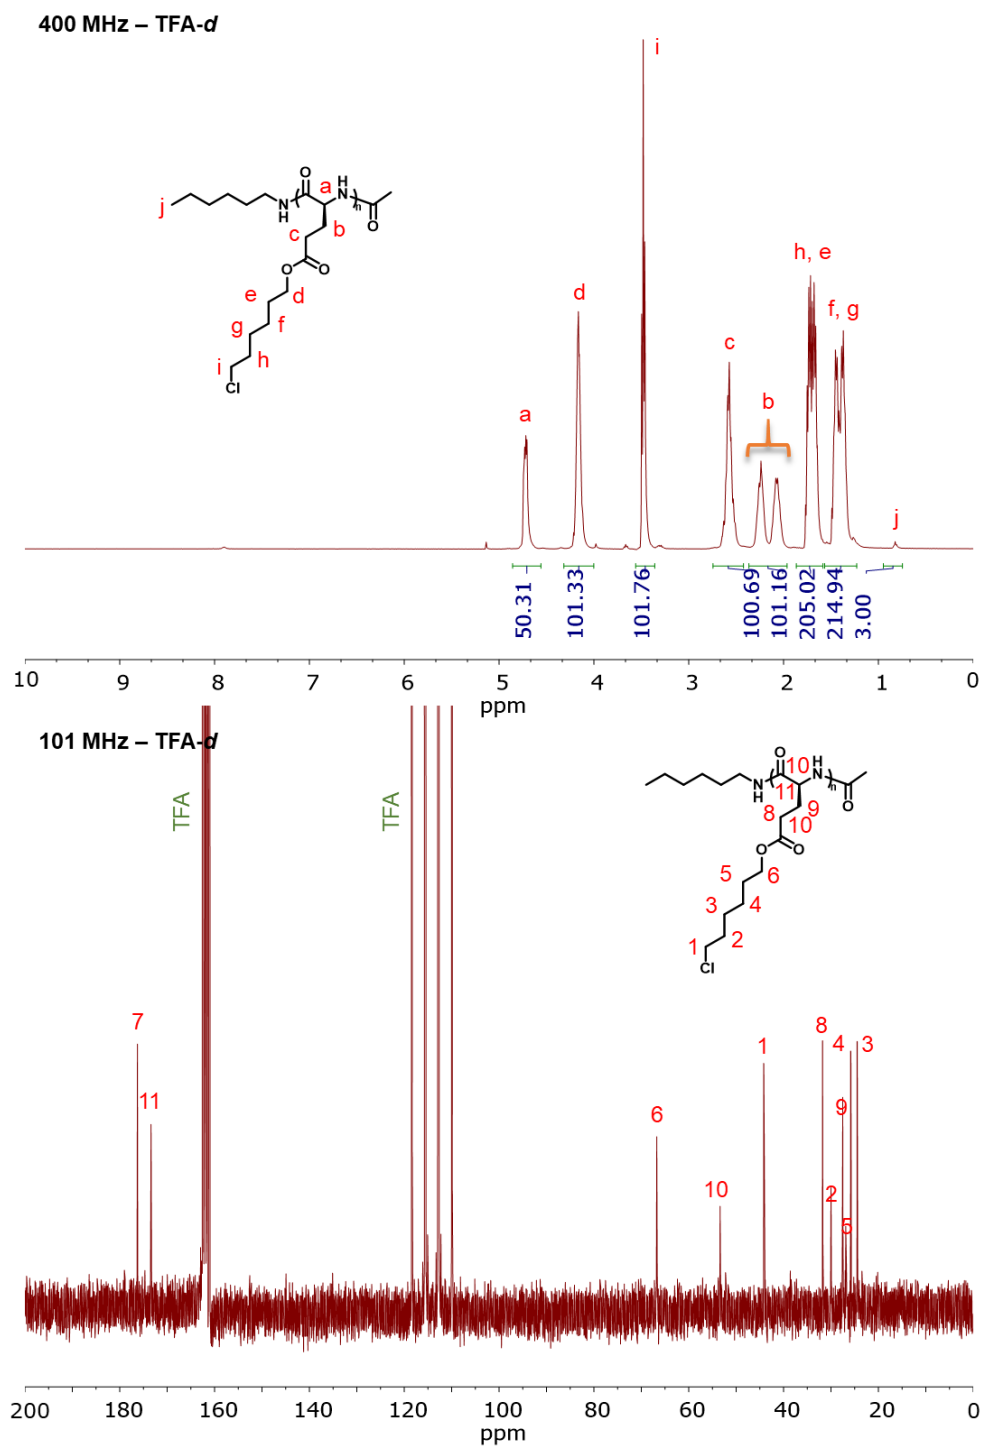 400 MHz – TFA-d
i
O
H
a
N
n
j
N
H
O
c
b
O
O
e
d
g
f
i
h
Cl
h, e
f, g
d
c
b
a
j
50.31
101.33
101.76
100.69
101.16
205.02
214.94
3.00
10 9 8 7 6 5 4 3 2 1 0
ppm
101 MHz – TFA-d
TFA
TFA
O
10
H
N
n
N
H
11
O
8
9
10
O
O
5
6
3
4
1
2
Cl
7
11
6
10
1
8
4
3
9
2
5
200 180 160 140 120 100 80 60 40 20 0
ppm